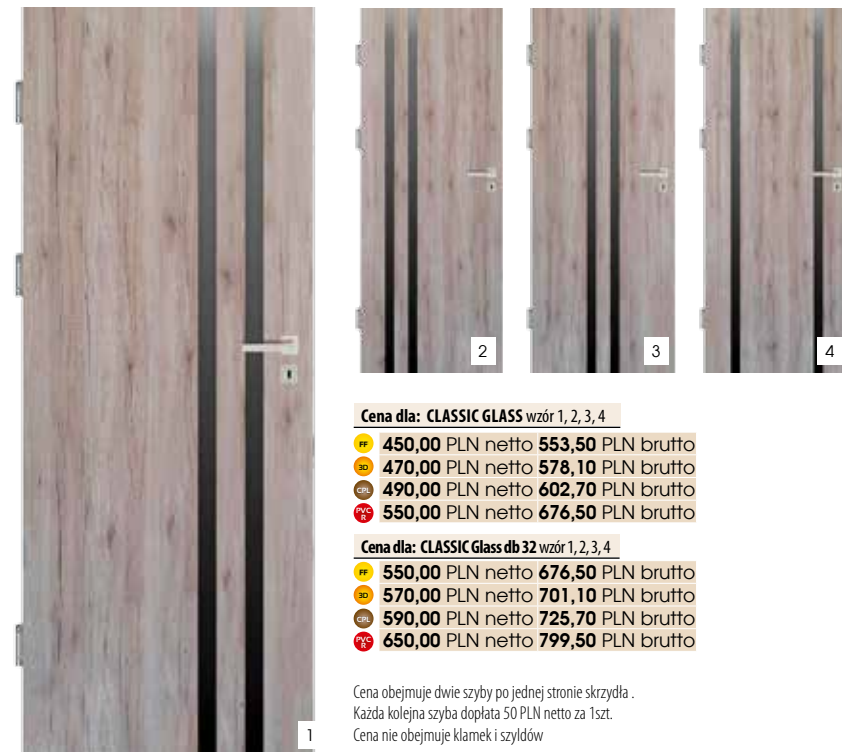 1
2
3
4
Cena dla: CLASSIC GLASS wzór 1, 2, 3, 4
FF 450,00 PLN netto 553,50 PLN brutto
3D 470,00 PLN netto 578,10 PLN brutto
CPL 490,00 PLN netto 602,70 PLN brutto
PVC R 550,00 PLN netto 676,50 PLN brutto
Cena dla: CLASSIC Glass db 32 wzór 1, 2, 3, 4
FF 550,00 PLN netto 676,50 PLN brutto
3D 570,00 PLN netto 701,10 PLN brutto
CPL 590,00 PLN netto 725,70 PLN brutto
PVC R 650,00 PLN netto 799,50 PLN brutto
Cena obejmuje dwie szyby po jednej stronie skrzydła .
Każda kolejna szyba dopłata 50 PLN netto za 1szt.
Cena nie obejmuje klamek i szyldów